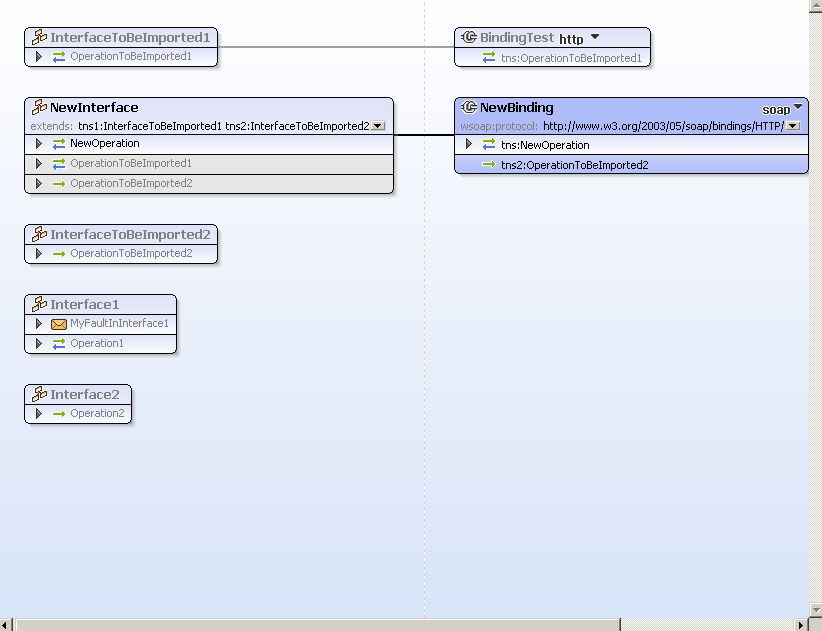 InterfaceToBeImported1
OperationToBeImported1
BindingTest http
tns:OperationToBeImported1
NewInterface
extends: tns1:InterfaceToBeImported1 tns2:InterfaceToBeImported2
NewOperation
OperationToBeImported1
OperationToBeImported2
NewBinding soap
wsoap:protocol: http://www.w3.org/2003/05/soap/bindings/HTTP/
tns:NewOperation
tns2:OperationToBeImported2
InterfaceToBeImported2
OperationToBeImported2
Interface1
MyFaultInInterface1
Operation1
Interface2
Operation2